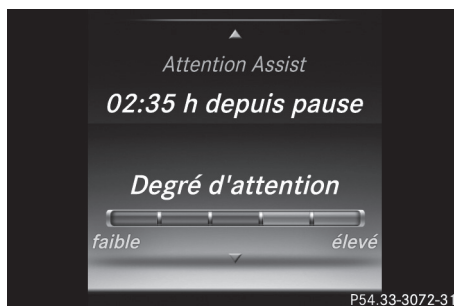 Attention Assist
02:35 h depuis pause
Degré d'attention
faible élevé
P54.33-3072-31